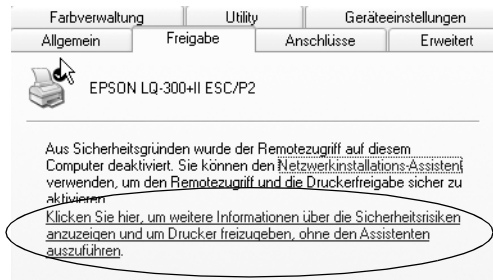 Farbverwaltung Utility Geräteeinstellungen
Allgemein Freigabe Anschlüsse Erweitert
EPSON LQ-300+II ESC/P2
Aus Sicherheitsgründen wurde der Remotezugriff auf diesem
Computer deaktiviert. Sie können den Netzwerkinstallations-Assistent
verwenden, um den Remotezugriff und die Druckerfreigabe sicher zu
aktivieren.
Klicken Sie hier, um weitere Informationen über die Sicherheitsrisiken
anzuzeigen und um Drucker freizugeben, ohne den Assistenten
auszuführen.